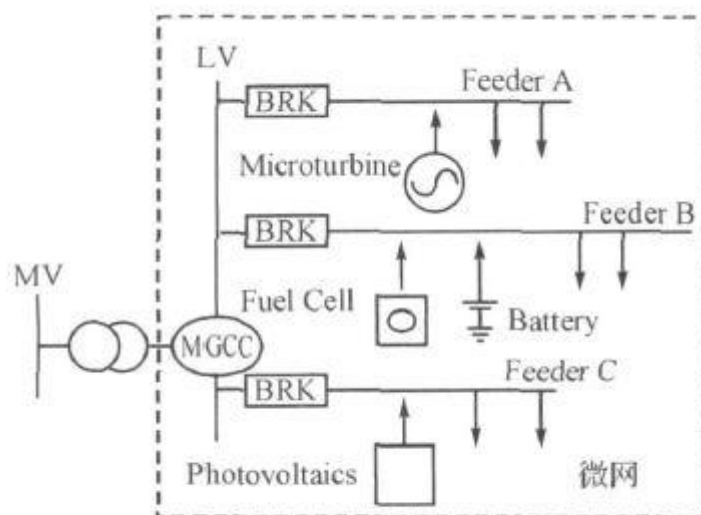 LV
BRK
Feeder A
Microturbine
BRK
Feeder B
MV
Fuel Cell
Battery
MGCC
BRK
Feeder C
Photovoltaics
微网